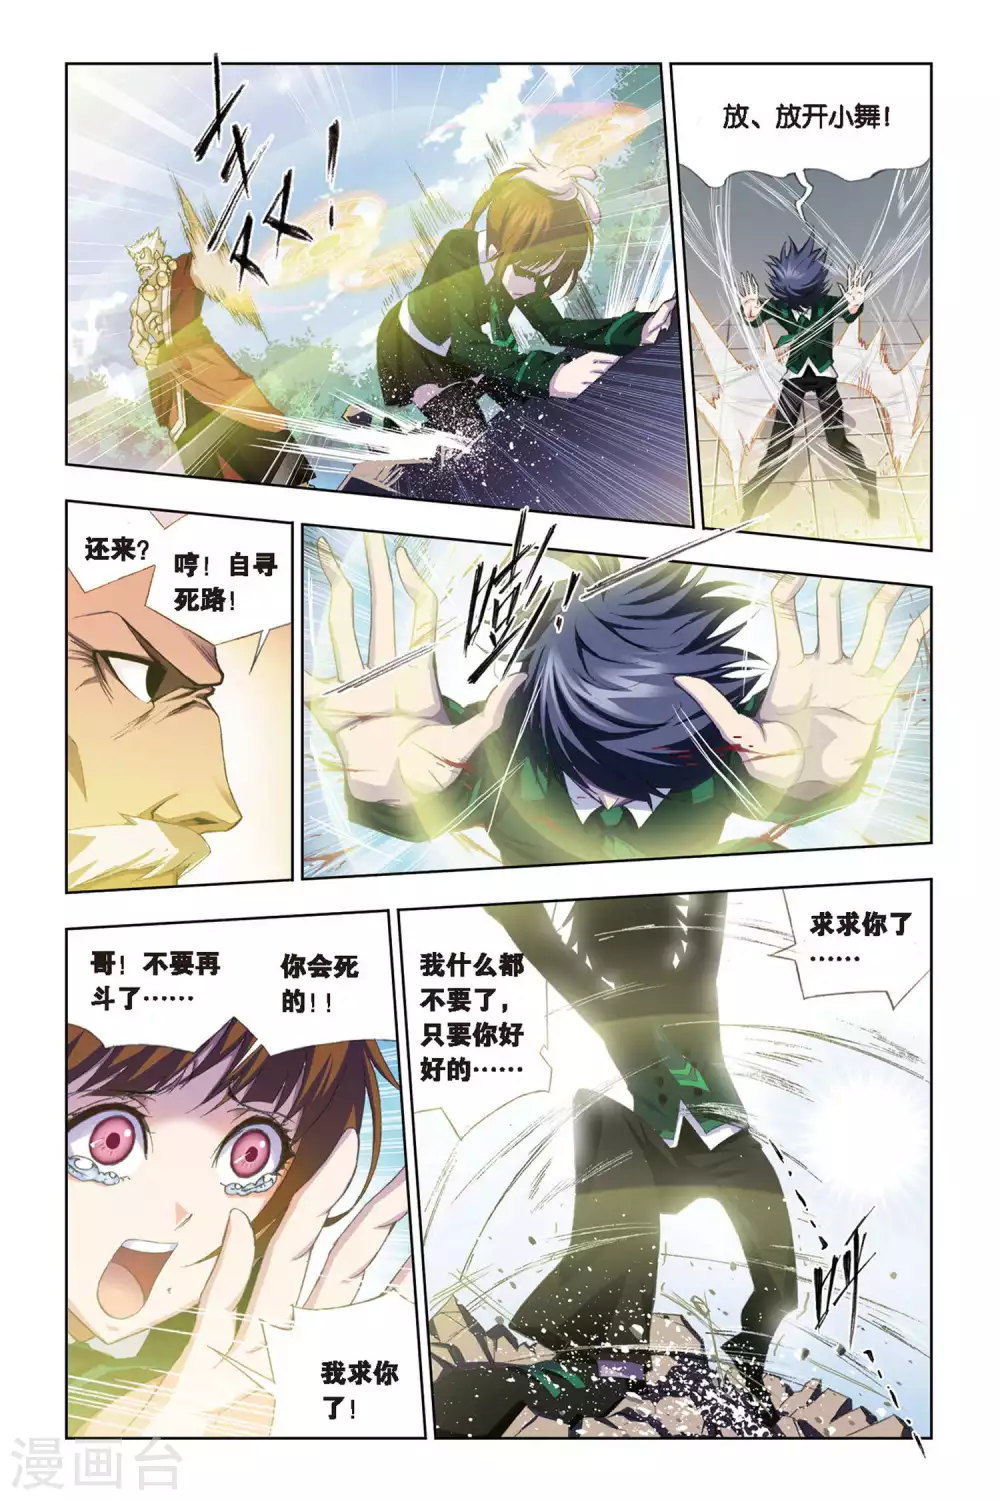 放、放开小舞！
还来？
哼！自寻
死路！
哥！不要再
斗了……
你会死
的！！
我求你
了！
我什么都
不要了，
只要你好
好的……
求求你了
……
漫画台